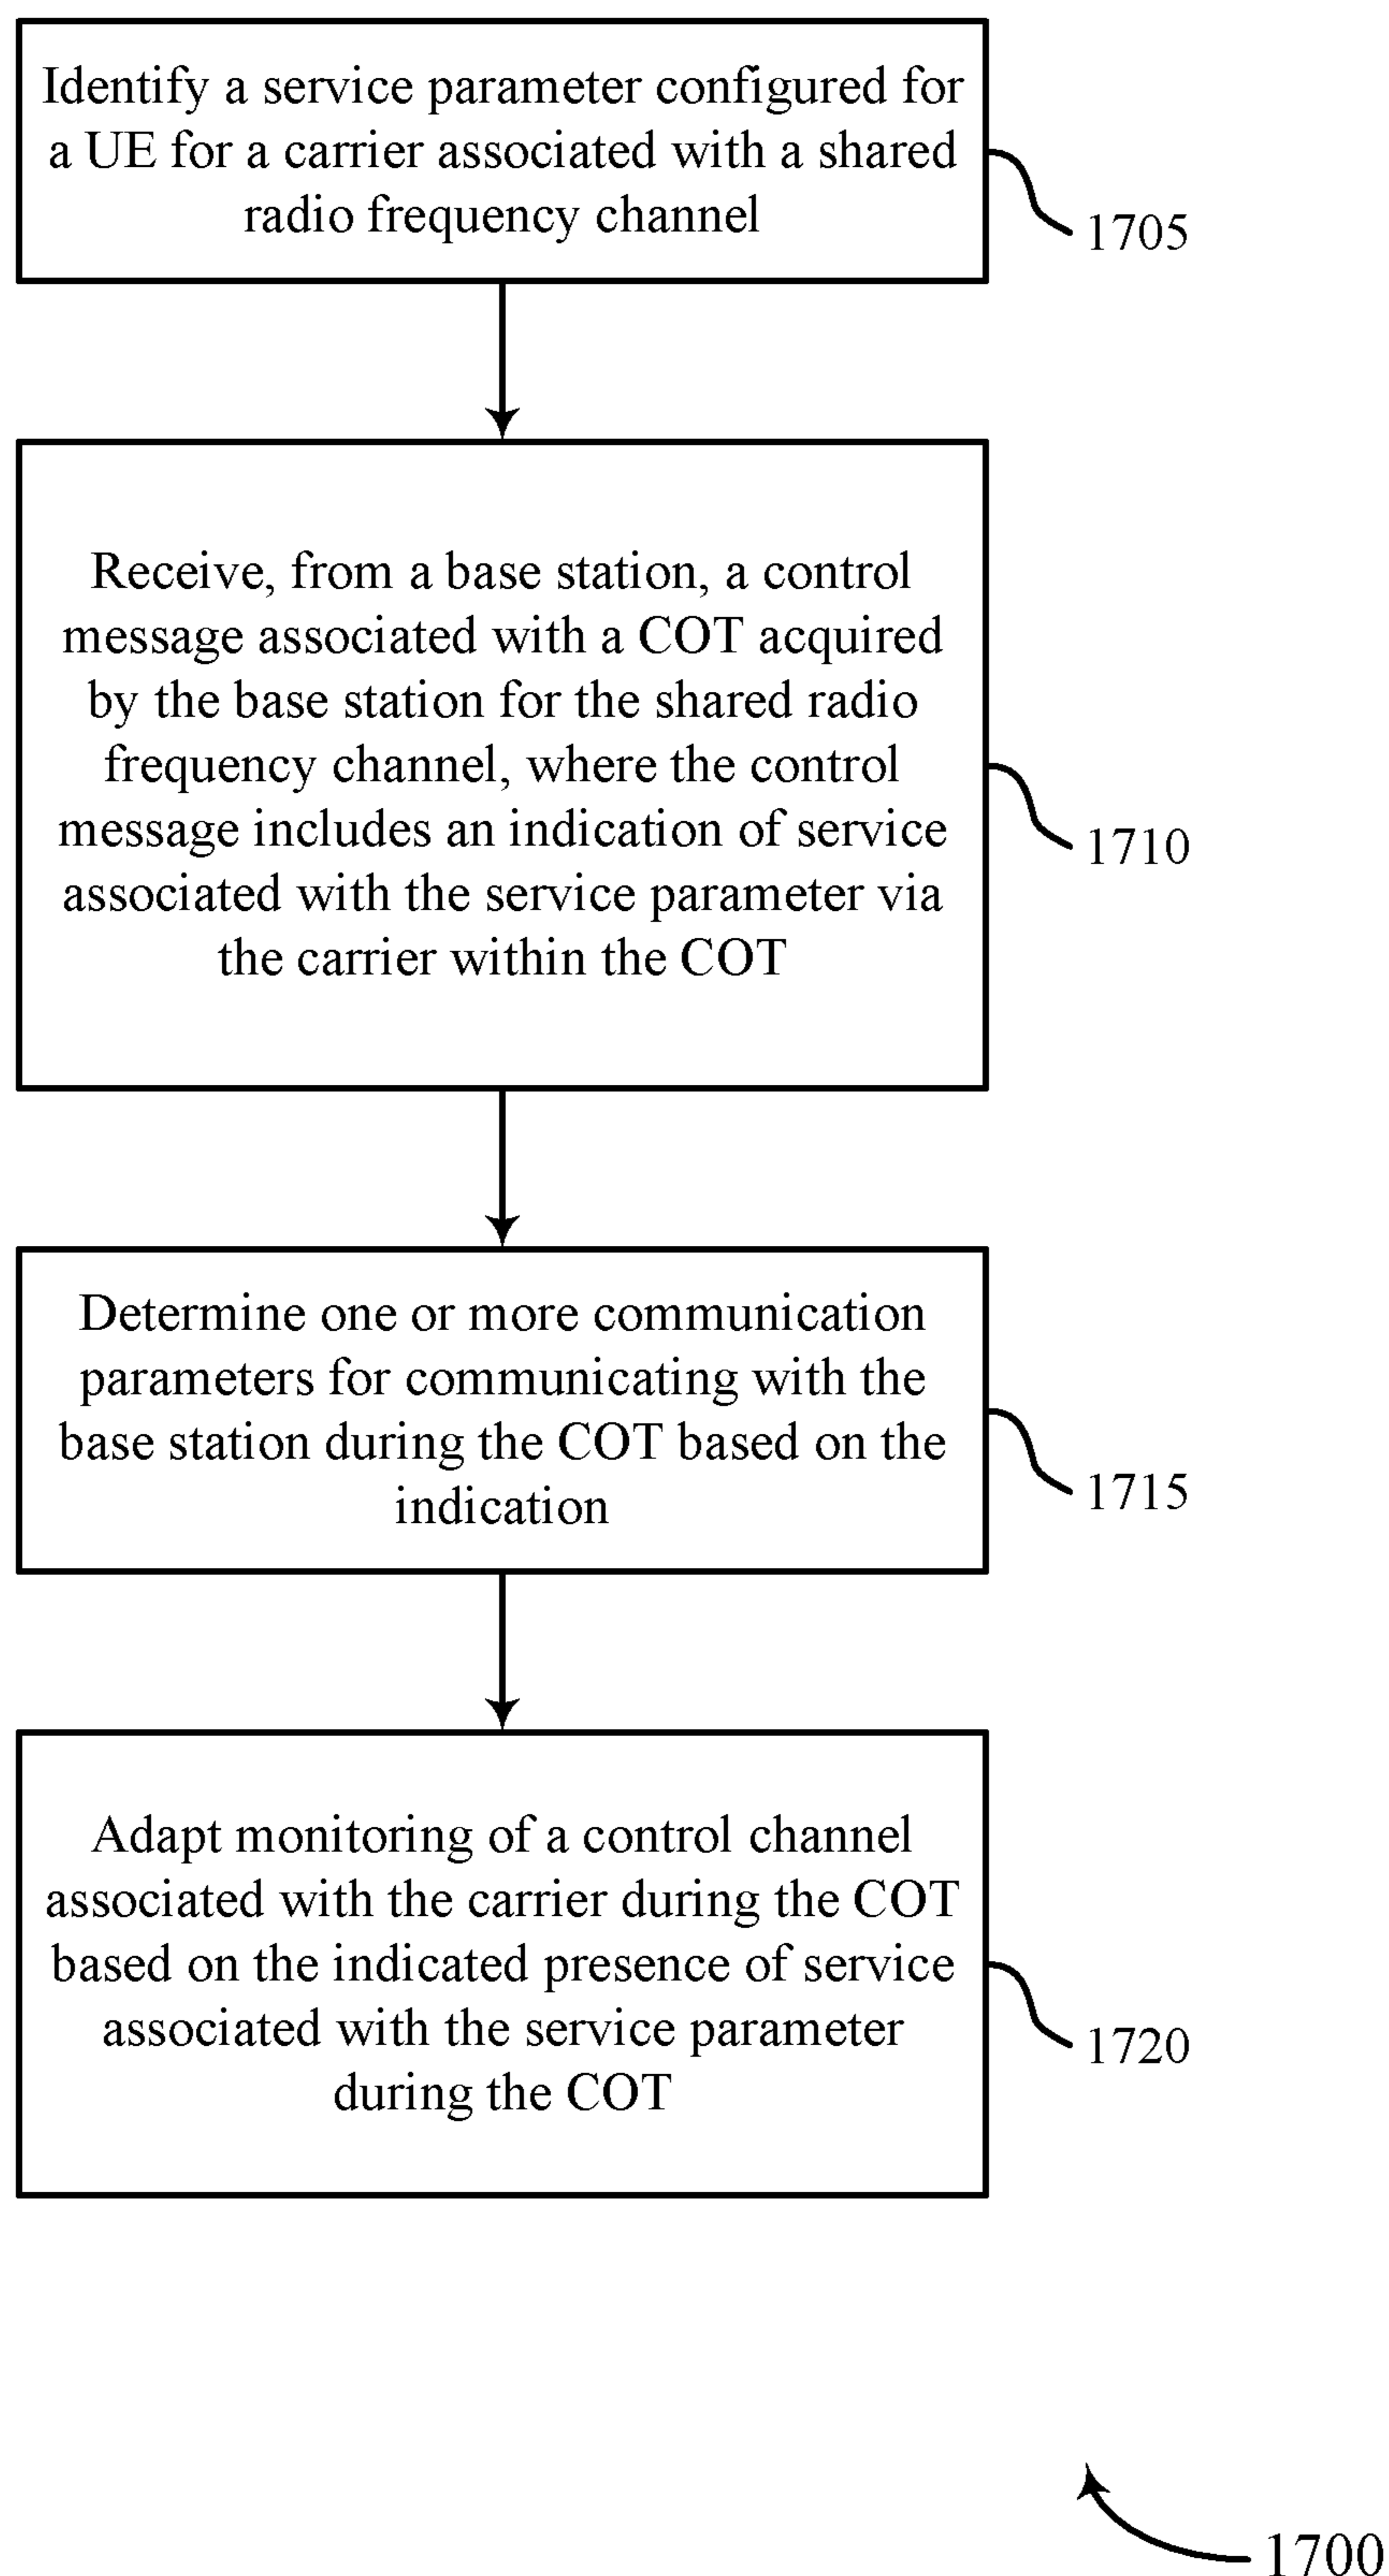 Identify a service parameter configured for
a UE for a carrier associated with a shared
radio frequency channel
1705
Receive, from a base station, a control
message associated with a COT acquired
by the base station for the shared radio
frequency channel, where the control
message includes an indication of service
associated with the service parameter via
the carrier within the COT
1710
Determine one or more communication
parameters for communicating with the
base station during the COT based on the
indication
1715
Adapt monitoring of a control channel
associated with the carrier during the COT
based on the indicated presence of service
associated with the service parameter
during the COT
1720
1700